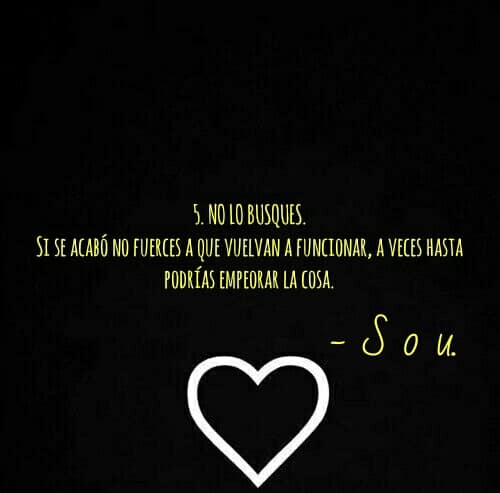 5. NO LO BUSQUES.
SI SE ACABÓ NO FUERCES A QUE VUELVAN A FUNCIONAR, A VECES HASTA
PODRÍAS EMPEORAR LA COSA.
- S o u.